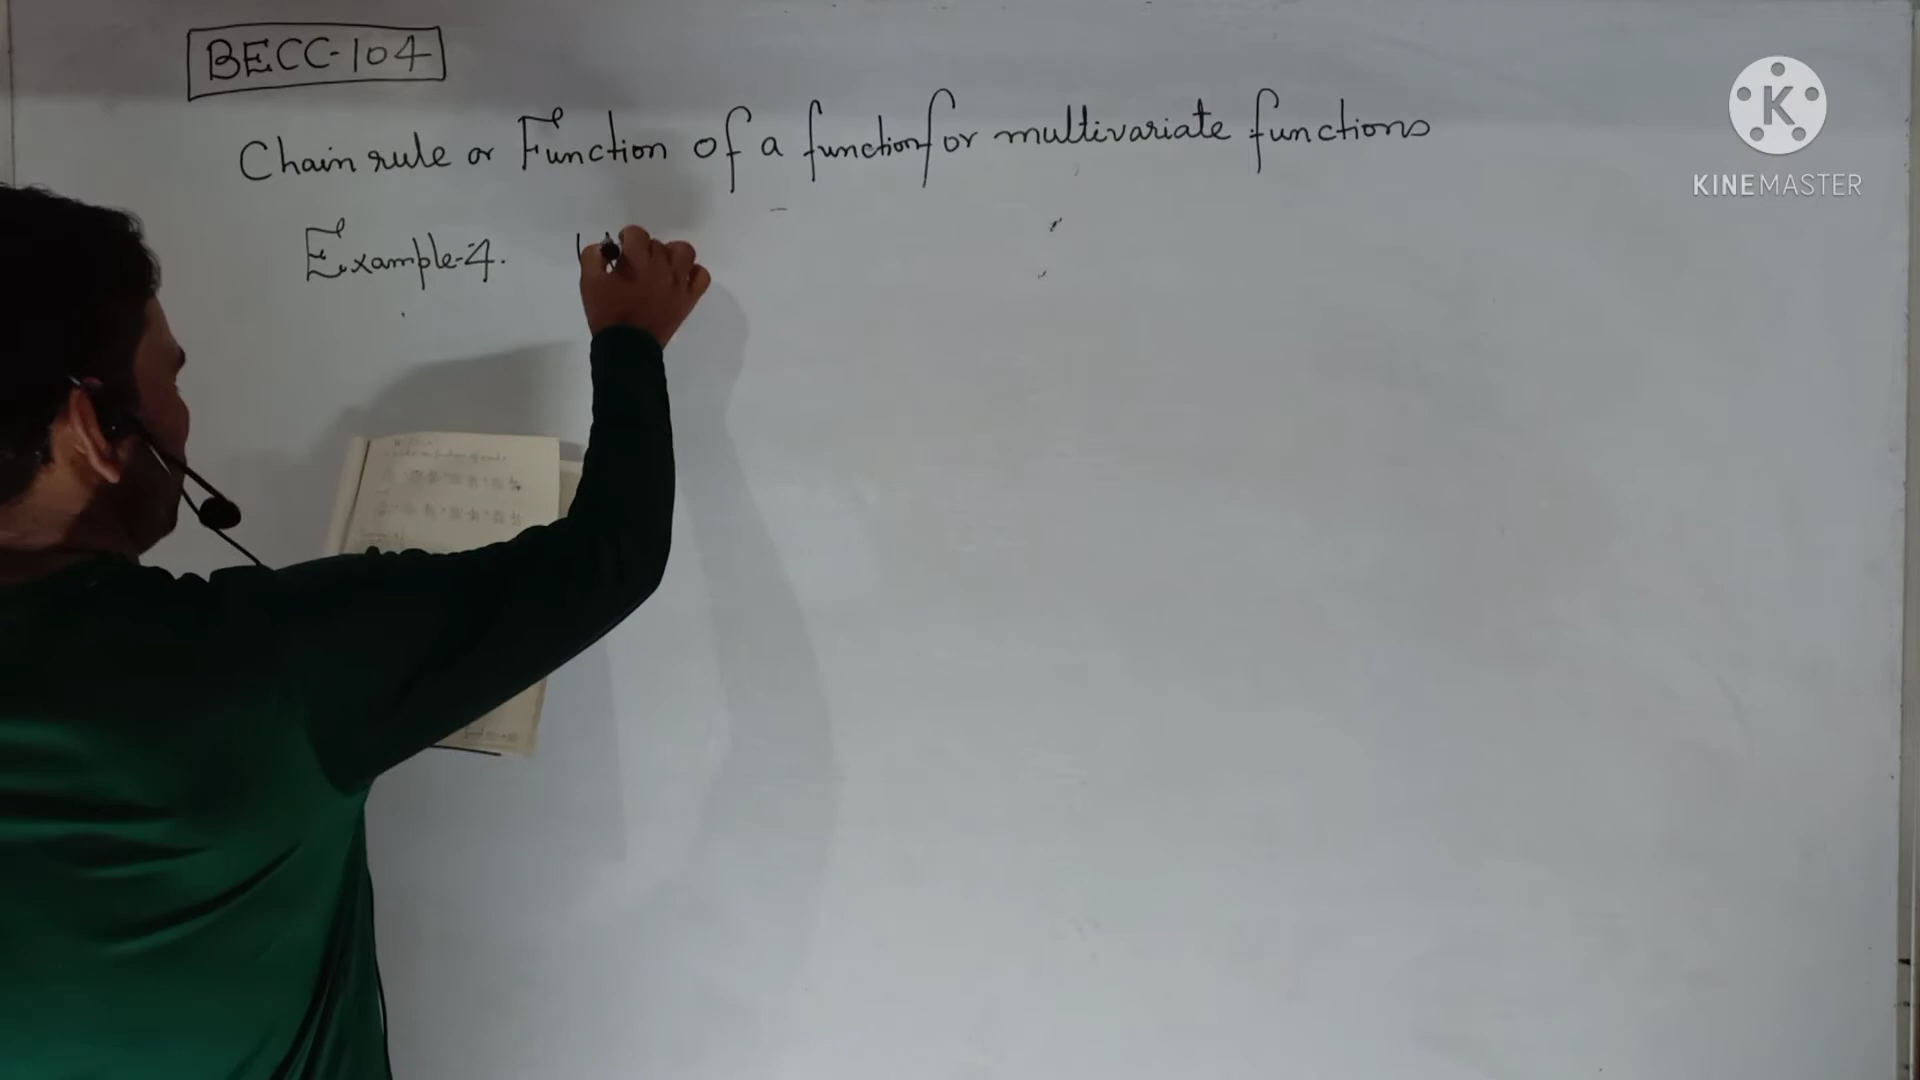 BECC-104
Chain rule or Function of a function for multivariate functions
Example-4.
K
KINEMASTER